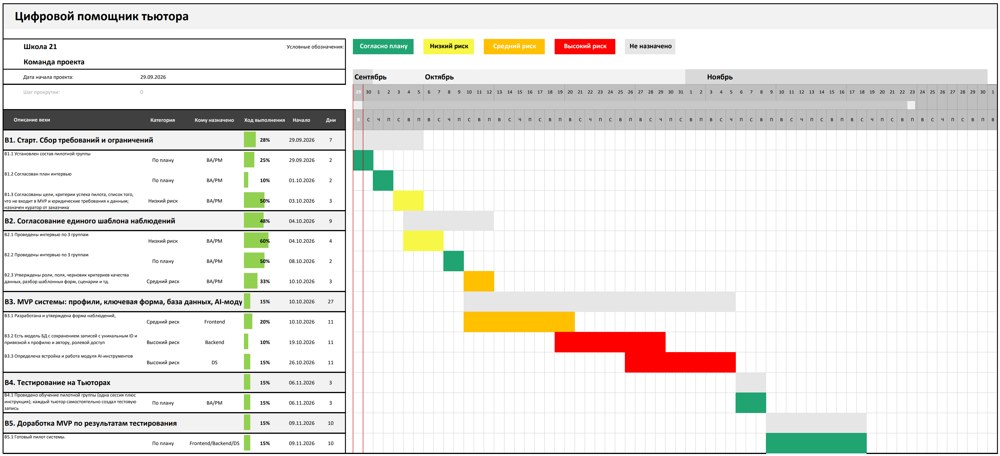 Цифровой помощник тьютора
Школа 21
Условные обозначения:
Согласно плану
Низкий риск
Средний риск
Высокий риск
Не назначено
Команда проекта
Дата начала проекта: 29.09.2026
Сентябрь Октябрь Ноябрь
Шаг прокрутки: 0
29 30 1 2 3 4 5 6 7 8 9 10 11 12 13 14 15 16 17 18 19 20 21 22 23 24 25 26 27 28 29 30 31 1 2 3 4 5 6 7 8 9 10 11 12 13 14 15 16 17 18 19 20 21 22 23 24 25 26 27 28 29 30 1
Описание вехи Категория Кому назначено Ход выполнения Начало Дни
В С Ч П С В П В С Ч П С В П В С Ч П С В П В С Ч П С В П В С Ч П С В П В С Ч П С В П В С Ч П С В П В С Ч П С В П В С Ч П С В П В
В1. Старт. Сбор требований и ограничений 28% 29.09.2026 7
В1.1 Установлен состав пилотной группы
По плану BA/PM 25% 29.09.2026 2
В1.2 Согласован план интервью
По плану BA/PM 10% 01.10.2026 2
В1.3 Согласованы цели, критерии успеха пилота, список того,
что не входит в MVP и юридические требования к данным;
назначен куратор от заказчика
Низкий риск BA/PM 50% 03.10.2026 3
В2. Согласование единого шаблона наблюдений 48% 04.10.2026 9
В2.1 Проведены интервью по 3 группам
Низкий риск BA/PM 60% 04.10.2026 4
В2.2 Проведены интервью по 3 группам
По плану BA/PM 50% 08.10.2026 2
В2.3 Утверждены роли, поля, черновик критериев качества
данных, разбор шаблонных форм, сценарии и тд.
Средний риск BA/PM 33% 10.10.2026 3
В3. MVP системы: профили, ключевая форма, база данных, AI-моду 15% 10.10.2026 27
В3.1 Разработана и утверждена форма наблюдений,
Средний риск Frontend 20% 10.10.2026 11
В3.2 Есть модель БД с сохранением записей с уникальным ID и
привязкой к профилю и автору, ролевой доступ
Высокий риск Backend 10% 19.10.2026 11
В3.3 Определена встройка и работа модуля AI-инструментов
Высокий риск DS 15% 26.10.2026 11
В4. Тестирование на Тьюторах 15% 06.11.2026 3
В4.1 Проведено обучение пилотной группы (одна сессия плюс
инструкция); каждый тьютор самостоятельно создал тестовую
запись
По плану BA/PM 15% 06.11.2026 3
В5. Доработка MVP по результатам тестирования 15% 09.11.2026 10
В5.1 Готовый пилот системы.
По плану Frontend/Backend/DS 15% 09.11.2026 10